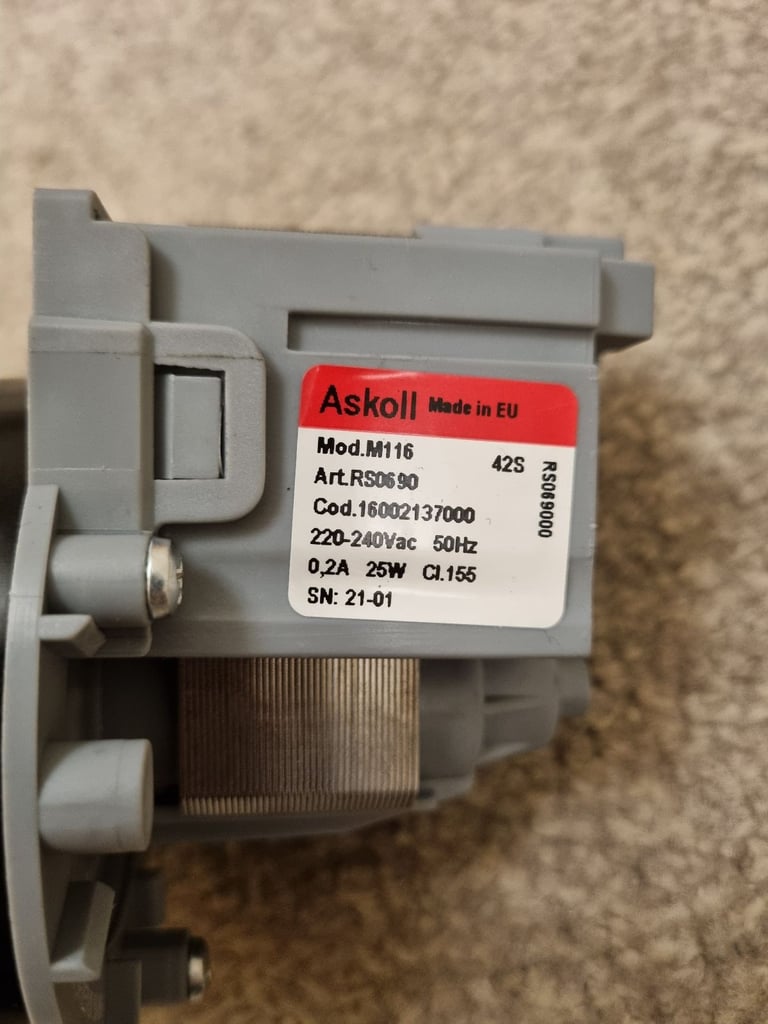 Askoll Made in EU
Mod.M116
42S
Art.RS0690
Cod.16002137000
220-240Vac 50Hz
0,2A 25W Cl.155
SN: 21-01
RS069000